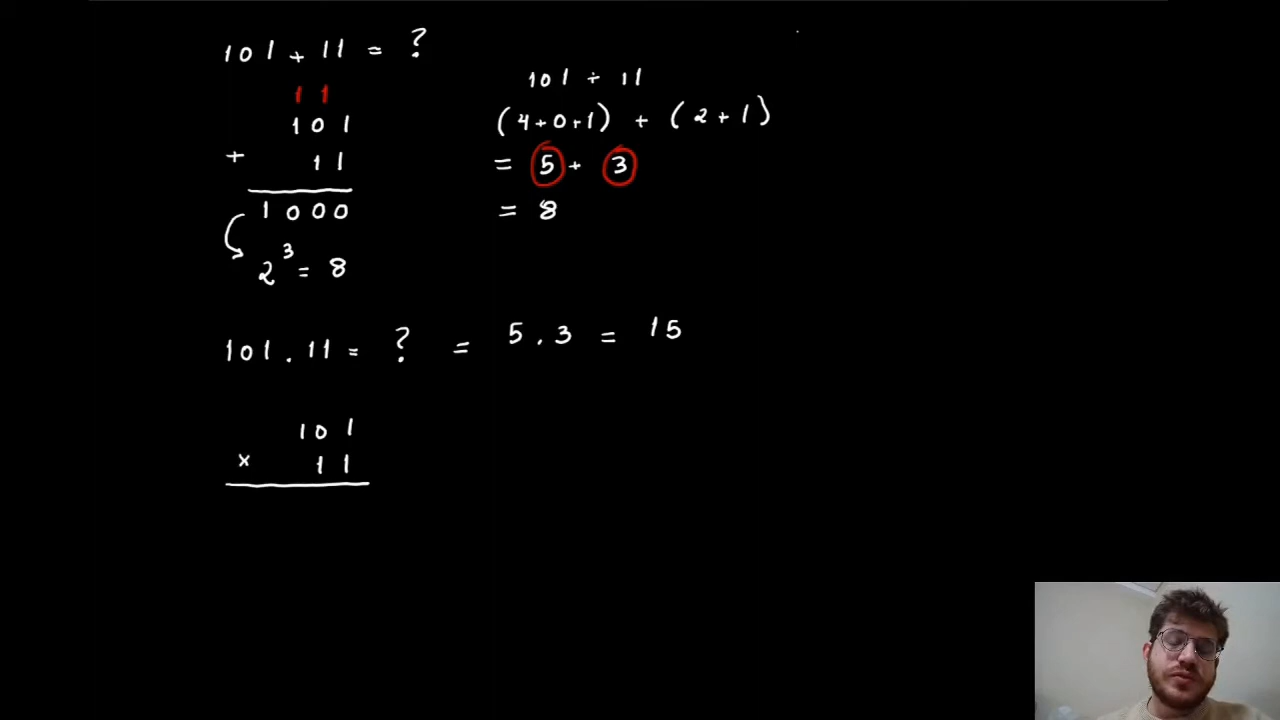 101 + 11 = ?
1 1
101
+ 11
1000
2³ = 8
101 + 11
(4+0+1) + (2+1)
= 5 + 3
= 8
101 . 11 = ? = 5 . 3 = 15
101
x 11